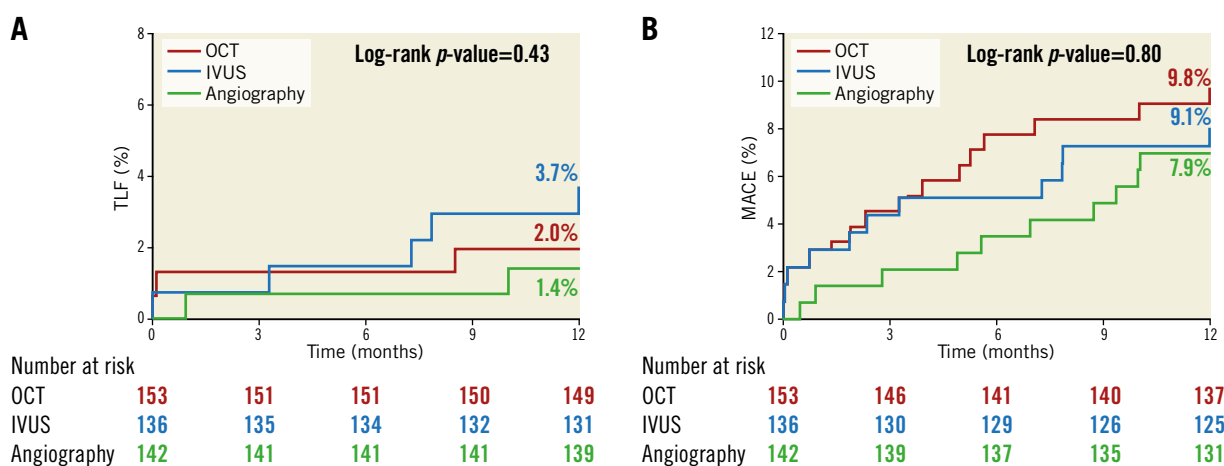 A
TLF (%)
8
6
4
2
0
OCT
IVUS
Angiography
Log-rank p-value=0.43
3.7%
2.0%
1.4%
0 3 6 9 12
Time (months)
Number at risk
OCT 153 151 151 150 149
IVUS 136 135 134 132 131
Angiography 142 141 141 141 139
B
MACE (%)
12
10
8
6
4
2
0
OCT
IVUS
Angiography
Log-rank p-value=0.80
9.8%
9.1%
7.9%
0 3 6 9 12
Time (months)
Number at risk
OCT 153 146 141 140 137
IVUS 136 130 129 126 125
Angiography 142 139 137 135 131